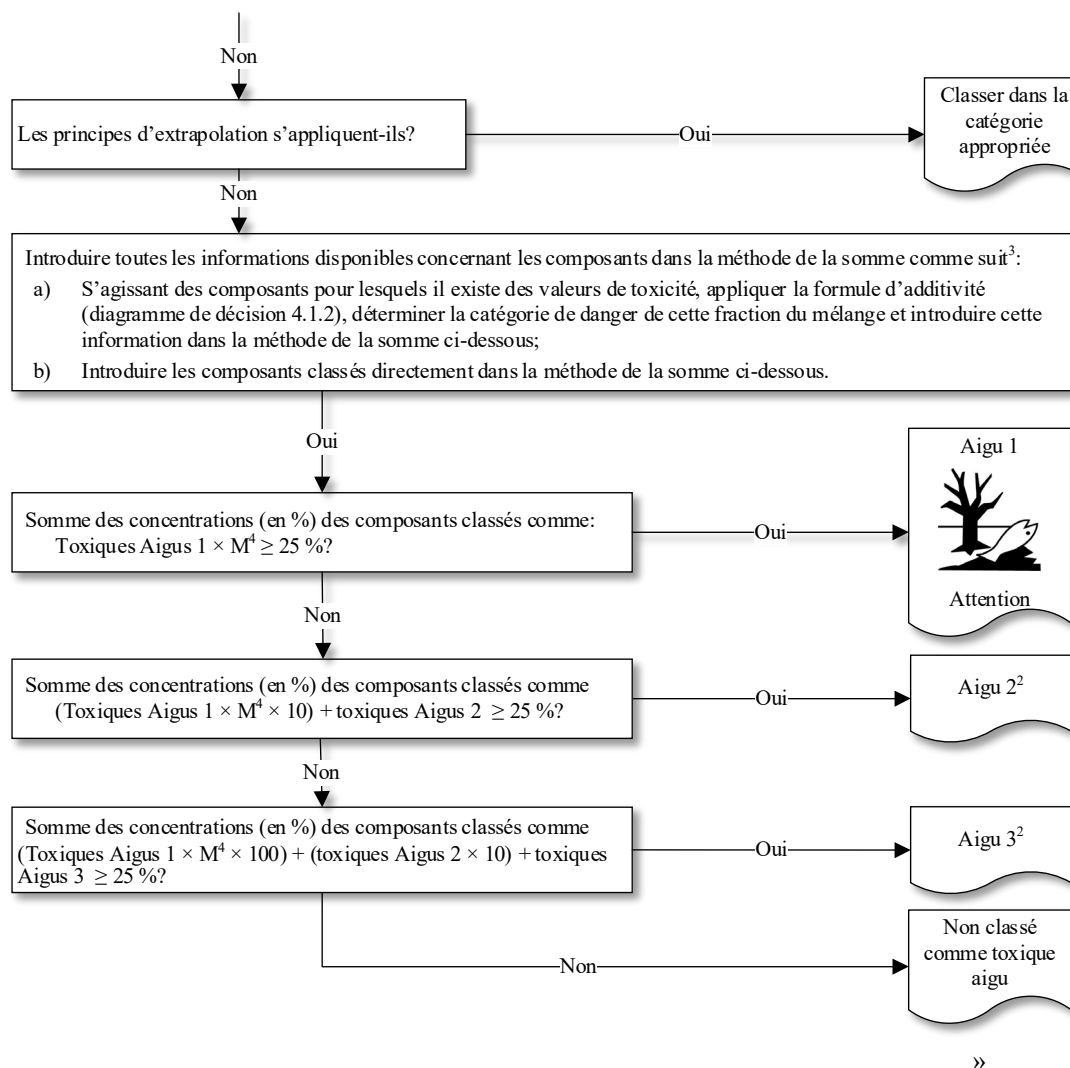 Non
Les principes d'extrapolation s'appliquent-ils?
Oui
Classer dans la
catégorie
appropriée
Non
Introduire toutes les informations disponibles concernant les composants dans la méthode de la somme comme suit³:
a) S'agissant des composants pour lesquels il existe des valeurs de toxicité, appliquer la formule d'additivité
(diagramme de décision 4.1.2), déterminer la catégorie de danger de cette fraction du mélange et introduire cette
information dans la méthode de la somme ci-dessous;
b) Introduire les composants classés directement dans la méthode de la somme ci-dessous.
Oui
Somme des concentrations (en %) des composants classés comme:
Toxiques Aigus 1 × M⁴ ≥ 25 %?
Oui
Aigu 1
Attention
Non
Somme des concentrations (en %) des composants classés comme
(Toxiques Aigus 1 × M⁴ × 10) + toxiques Aigus 2 ≥ 25 %?
Oui
Aigu 2²
Non
Somme des concentrations (en %) des composants classés comme
(Toxiques Aigus 1 × M⁴ × 100) + (toxiques Aigus 2 × 10) + toxiques
Aigus 3 ≥ 25 %?
Oui
Aigu 3²
Non
Non classé
comme toxique
aigu
»